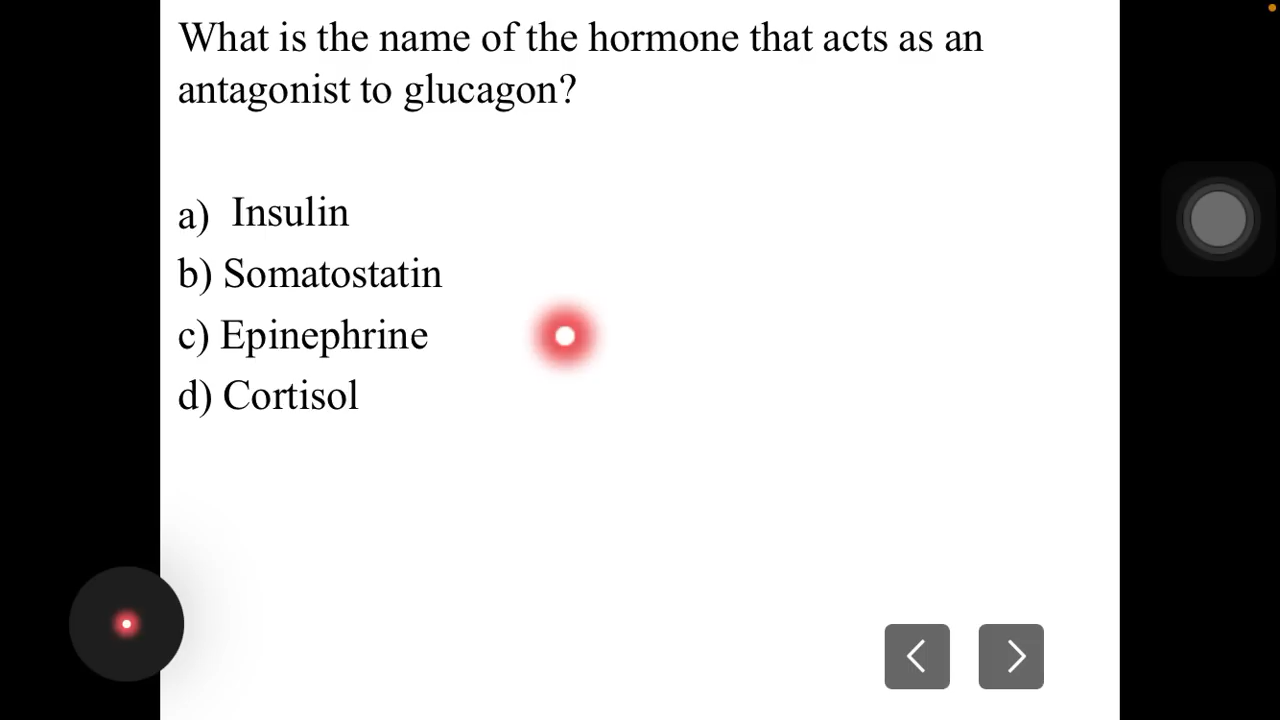 What is the name of the hormone that acts as an
antagonist to glucagon?
a) Insulin
b) Somatostatin
c) Epinephrine
d) Cortisol